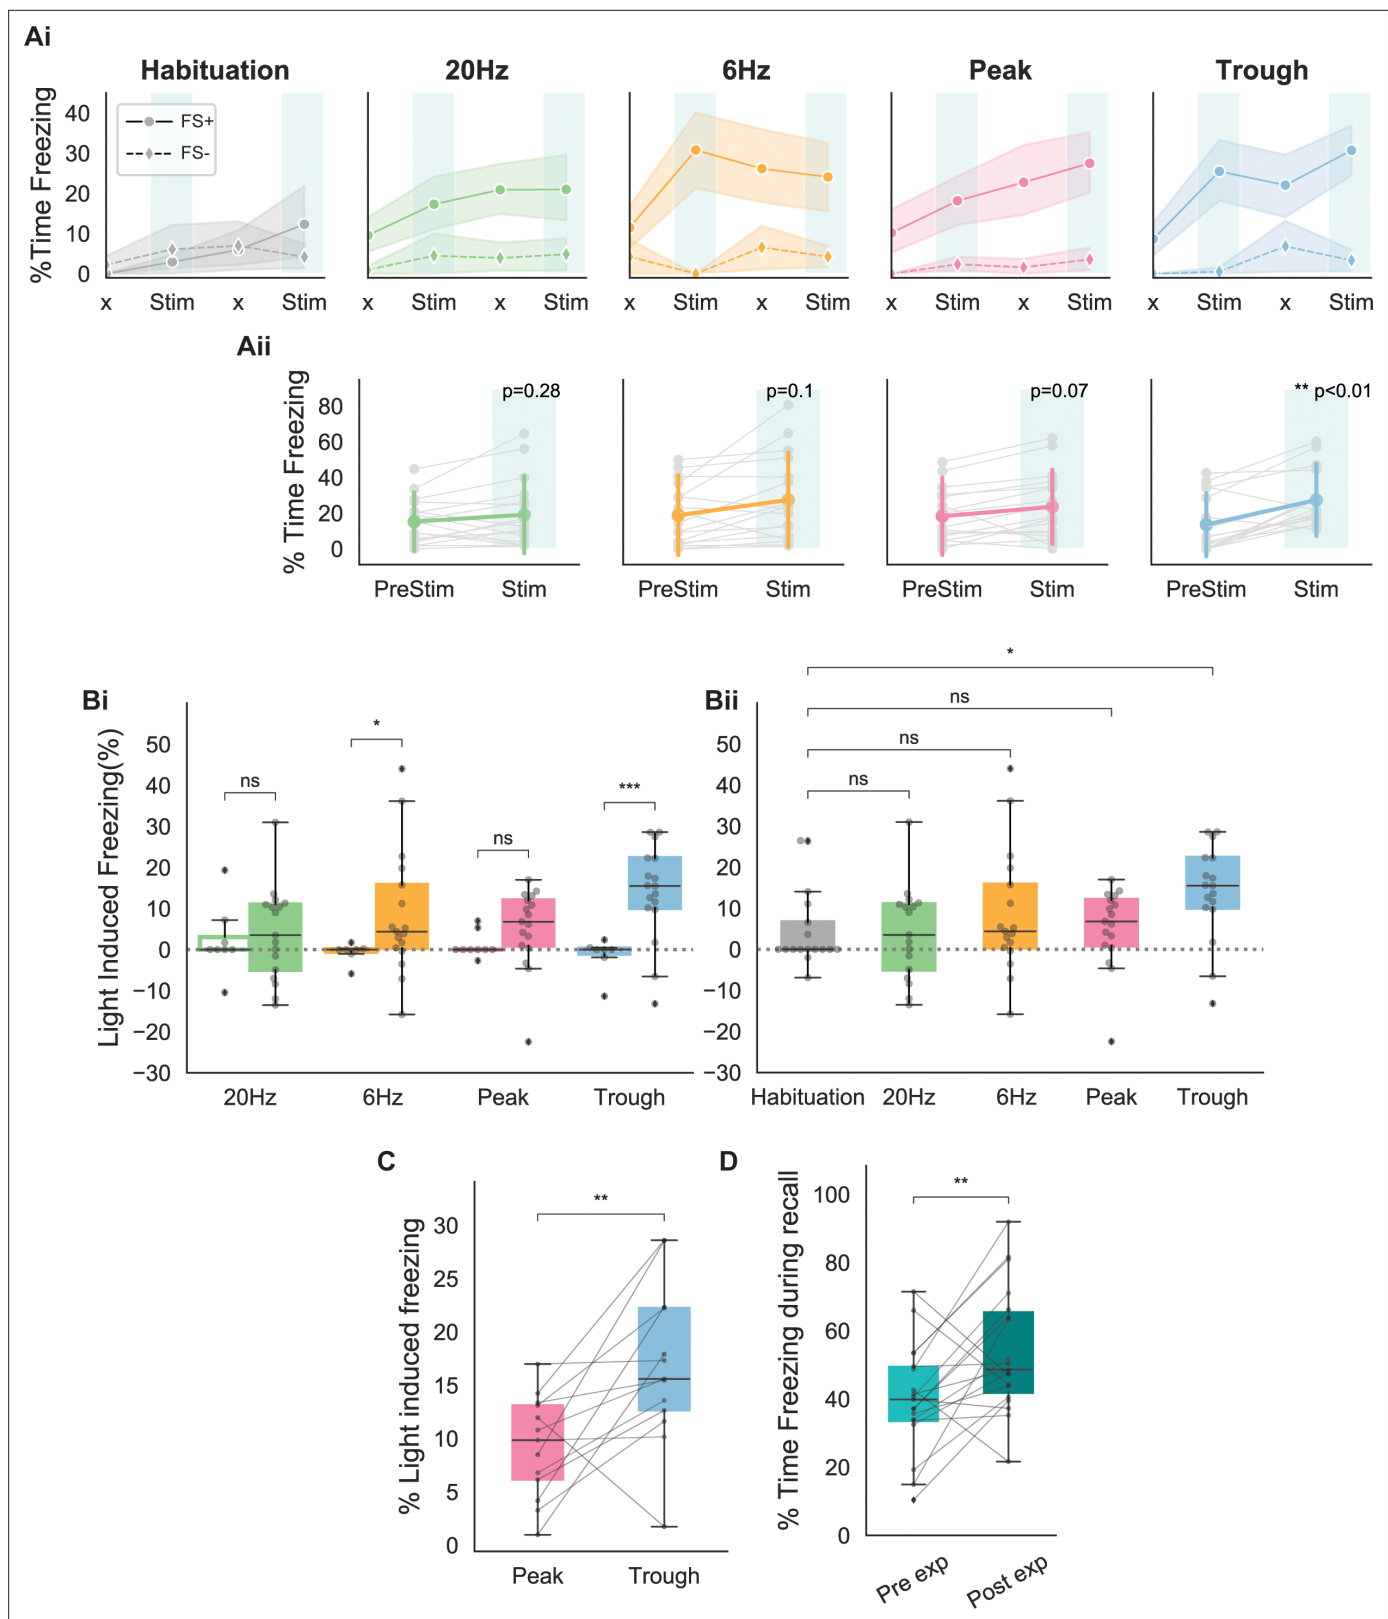 Ai
Habituation 20Hz 6Hz Peak Trough
%Time Freezing
40
30
20
10
0
FS+
FS-
x Stim x Stim x Stim x Stim x Stim x Stim x Stim x Stim x Stim x Stim
Aii
% Time Freezing
80
60
40
20
0
p=0.28 p=0.1 p=0.07 ** p<0.01
PreStim Stim PreStim Stim PreStim Stim PreStim Stim
Bi
Light Induced Freezing(%)
50
40
30
20
10
0
−10
−20
−30
ns * ns ***
20Hz 6Hz Peak Trough
Bii
*
ns
ns
ns
50
40
30
20
10
0
−10
−20
−30
Habituation 20Hz 6Hz Peak Trough
C
% Light induced freezing
**
30
25
20
15
10
5
0
Peak Trough
D
% Time Freezing during recall
**
100
80
60
40
20
0
Pre exp Post exp